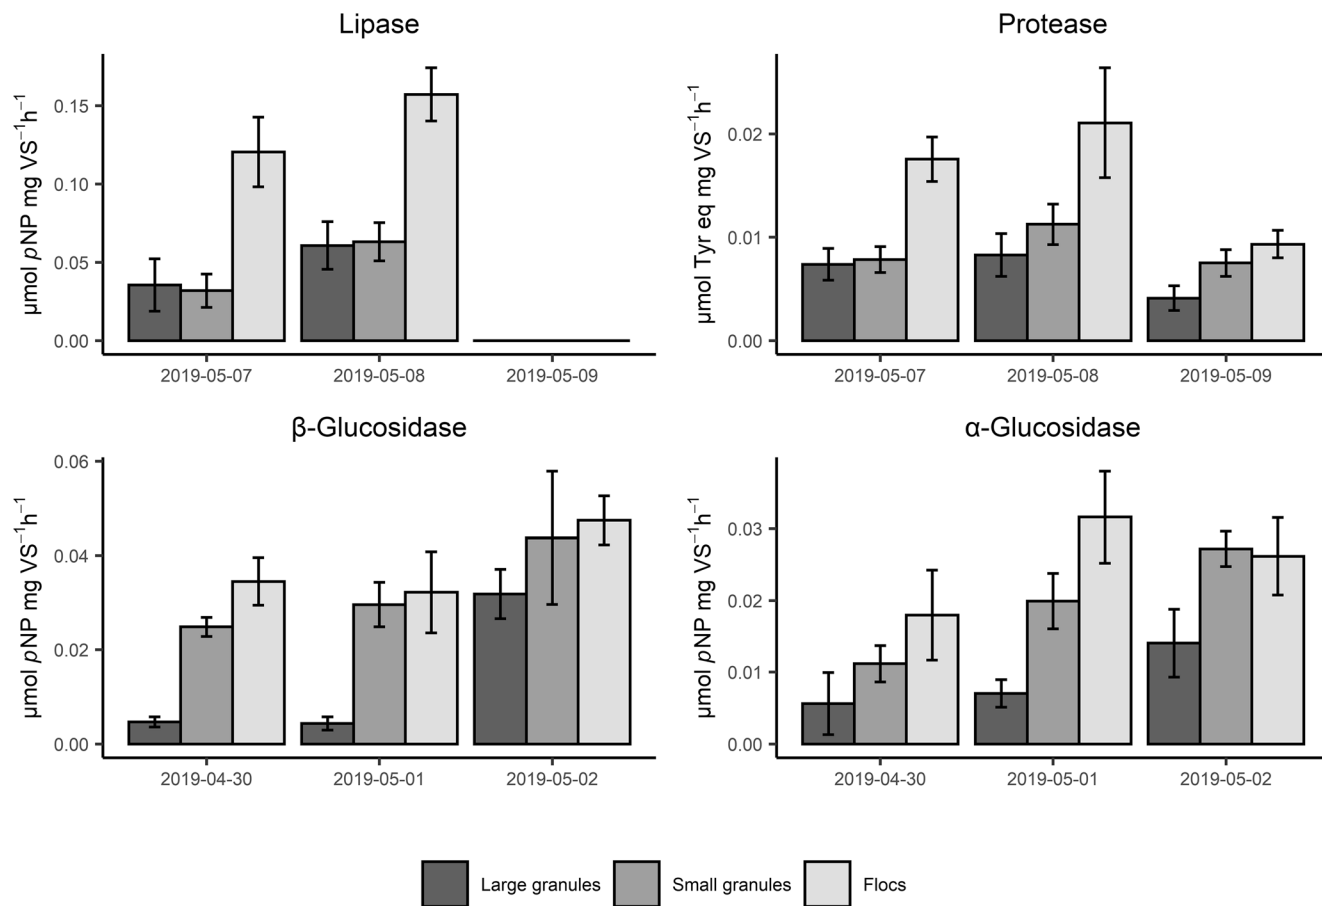 Lipase
µmol pNP mg VS⁻¹h⁻¹
0.15
0.10
0.05
0.00
2019-05-07 2019-05-08 2019-05-09
Protease
µmol Tyr eq mg VS⁻¹h⁻¹
0.02
0.01
0.00
2019-05-07 2019-05-08 2019-05-09
β-Glucosidase
µmol pNP mg VS⁻¹h⁻¹
0.06
0.04
0.02
0.00
2019-04-30 2019-05-01 2019-05-02
α-Glucosidase
µmol pNP mg VS⁻¹h⁻¹
0.03
0.02
0.01
0.00
2019-04-30 2019-05-01 2019-05-02
Large granules Small granules Flocs